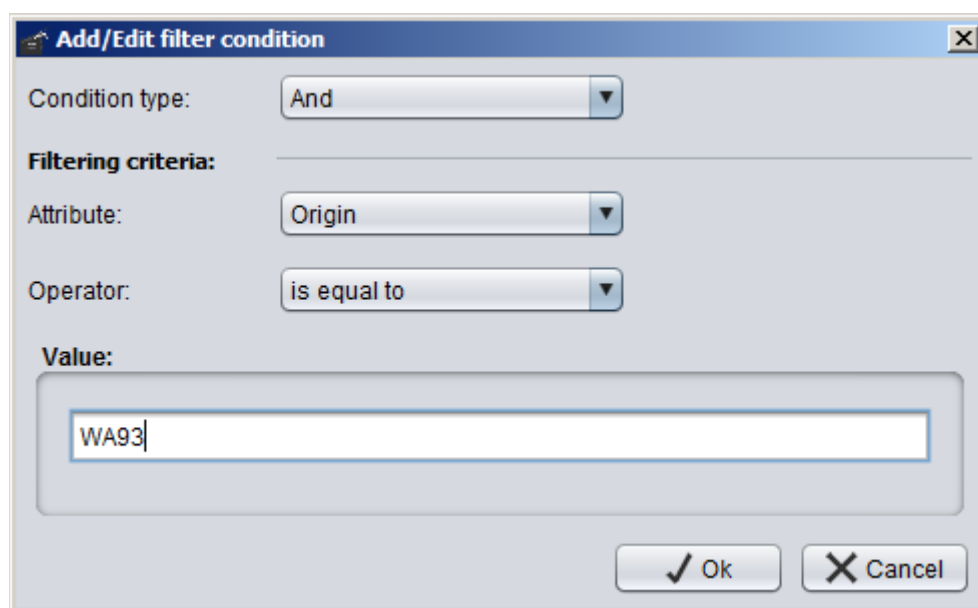 Add/Edit filter condition
Condition type: And
Filtering criteria:
Attribute: Origin
Operator: is equal to
Value:
WA93
Ok Cancel